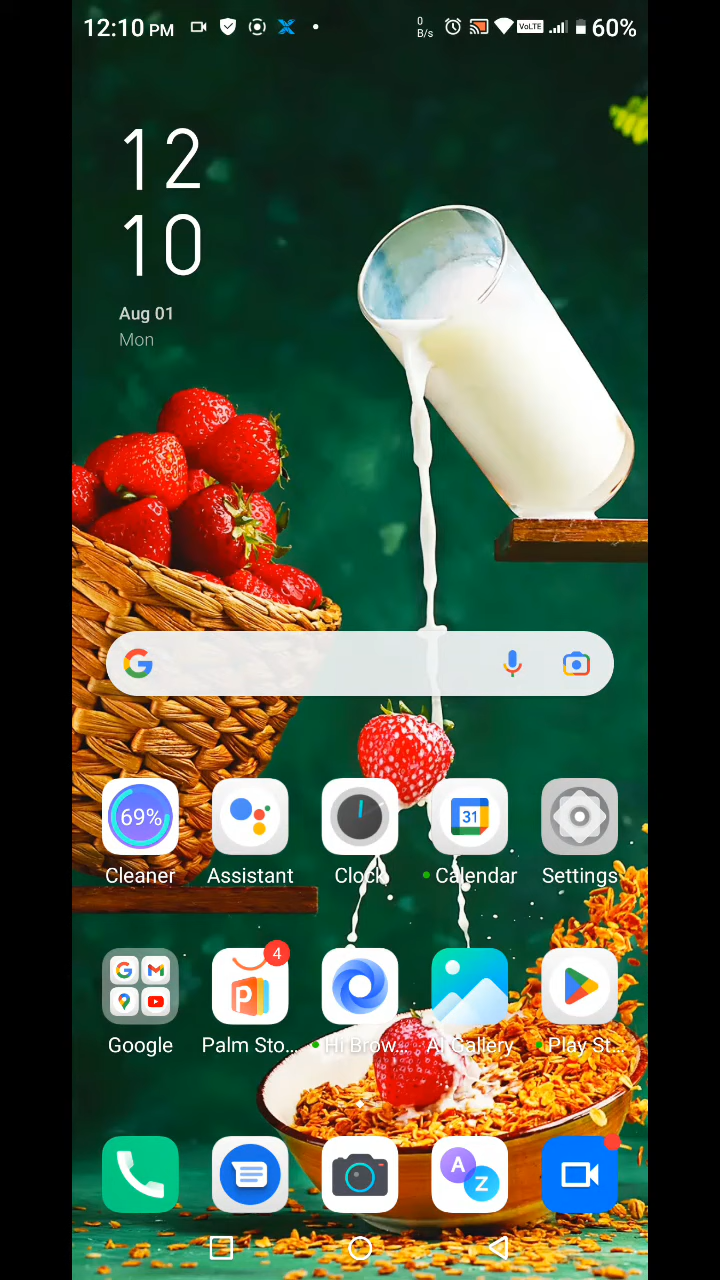 12:10 PM
0 B/s VoLTE 60%
12
10
Aug 01
Mon
69%
31
Cleaner Assistant Clock Calendar Settings
4
Google Palm Sto... Hi Brow... AI Gallery Play St...
A
Z